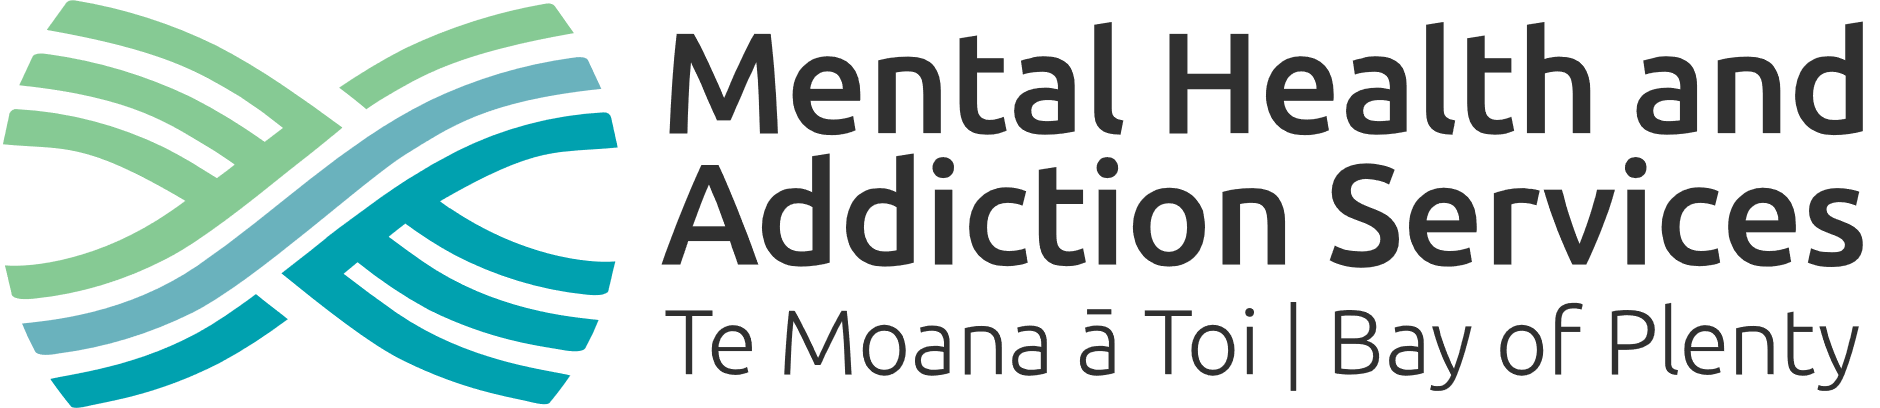 Mental Health and
Addiction Services
Te Moana ā Toi | Bay of Plenty